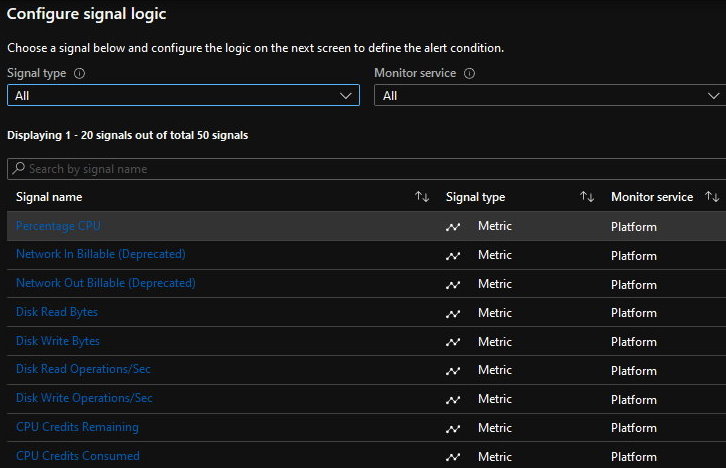 Configure signal logic
Choose a signal below and configure the logic on the next screen to define the alert condition.
Signal type Monitor service
All All
Displaying 1 - 20 signals out of total 50 signals
Search by signal name
Signal name Signal type Monitor service
Percentage CPU Metric Platform
Network In Billable (Deprecated) Metric Platform
Network Out Billable (Deprecated) Metric Platform
Disk Read Bytes Metric Platform
Disk Write Bytes Metric Platform
Disk Read Operations/Sec Metric Platform
Disk Write Operations/Sec Metric Platform
CPU Credits Remaining Metric Platform
CPU Credits Consumed Metric Platform